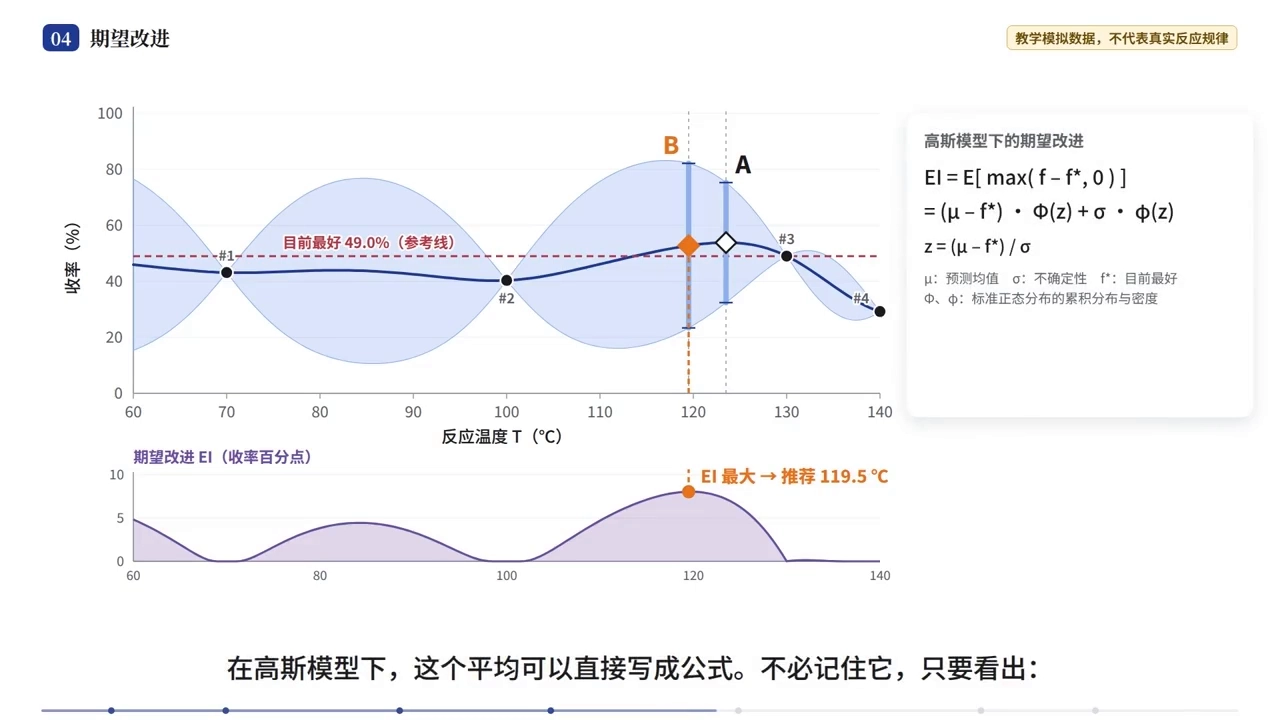 04 期望改进
教学模拟数据，不代表真实反应规律
100
80
60
40
20
0
收率（%）
B
A
目前最好 49.0%（参考线）
#1
#2
#3
#4
60 70 80 90 100 110 120 130 140
反应温度 T（℃）
高斯模型下的期望改进
EI = E[ max( f – f*, 0 ) ]
= (μ – f*) · Φ(z) + σ · φ(z)
z = (μ – f*) / σ
μ：预测均值 σ：不确定性 f*：目前最好
Φ、φ：标准正态分布的累积分布与密度
期望改进 EI（收率百分点）
EI 最大 → 推荐 119.5 ℃
10
5
0
60 80 100 120 140
在高斯模型下，这个平均可以直接写成公式。不必记住它，只要看出：